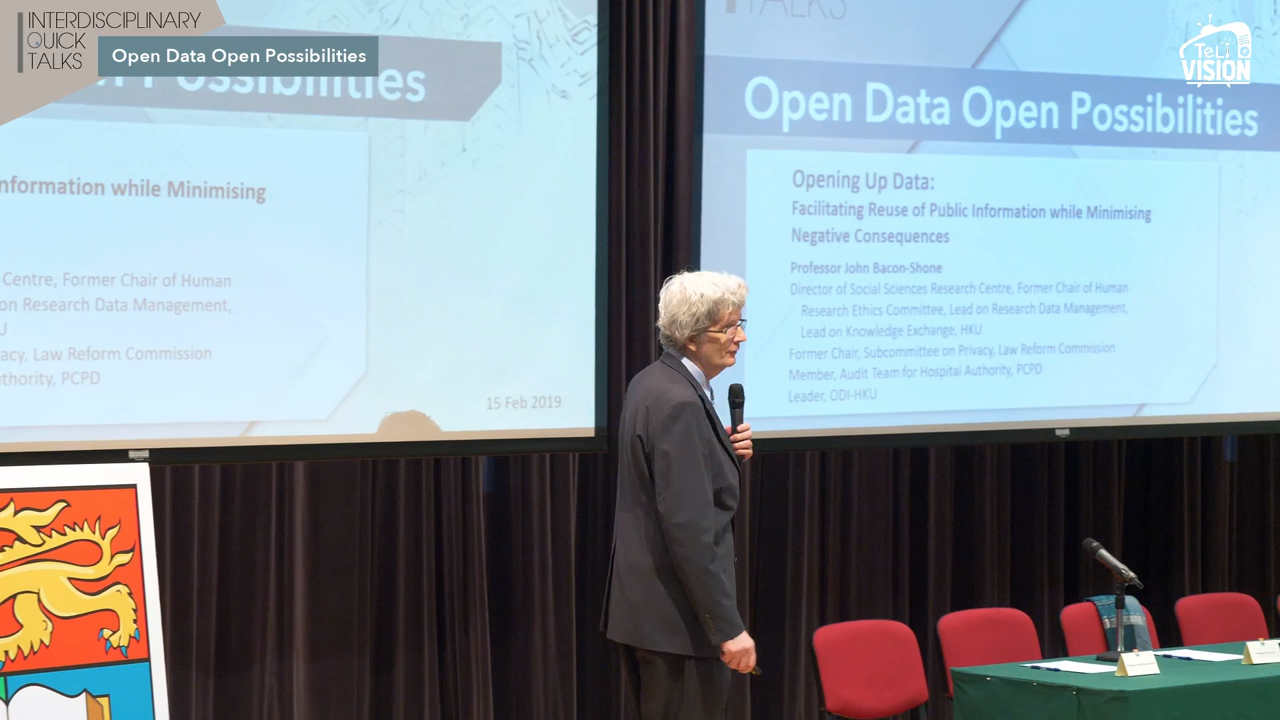 INTERDISCIPLINARY
QUICK
TALKS
Open Data Open Possibilities
TeLi
VISION
n Possibilities
nformation while Minimising
Centre, Former Chair of Human
on Research Data Management,
U
acy, Law Reform Commission
uthority, PCPD
15 Feb 2019
TALKS
Open Data Open Possibilities
Opening Up Data:
Facilitating Reuse of Public Information while Minimising
Negative Consequences
Professor John Bacon-Shone
Director of Social Sciences Research Centre, Former Chair of Human
Research Ethics Committee, Lead on Research Data Management,
Lead on Knowledge Exchange, HKU
Former Chair, Subcommittee on Privacy, Law Reform Commission
Member, Audit Team for Hospital Authority, PCPD
Leader, ODI-HKU